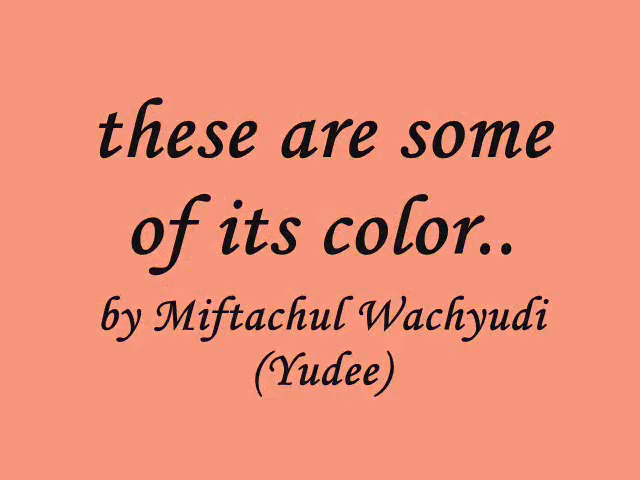 these are some
of its color..
by Miftachul Wachyudi
(Yudee)